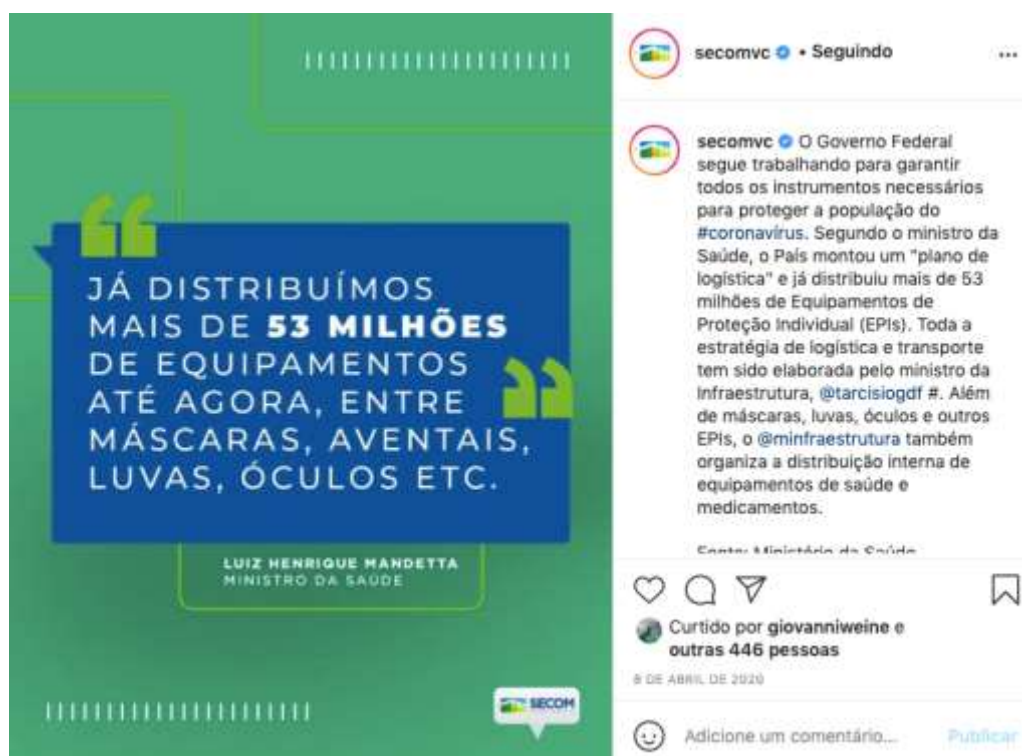 JÁ DISTRIBUÍMOS
MAIS DE 53 MILHÕES
DE EQUIPAMENTOS
ATÉ AGORA, ENTRE
MÁSCARAS, AVENTAIS,
LUVAS, ÓCULOS ETC.
LUIZ HENRIQUE MANDETTA
MINISTRO DA SAÚDE
SECOM
secomvc • Seguindo
secomvc O Governo Federal
segue trabalhando para garantir
todos os instrumentos necessários
para proteger a população do
#coronavírus. Segundo o ministro da
Saúde, o País montou um "plano de
logística" e já distribuiu mais de 53
milhões de Equipamentos de
Proteção Individual (EPIs). Toda a
estratégia de logística e transporte
tem sido elaborada pelo ministro da
Infraestrutura, @tarcisiogdf #. Além
de máscaras, luvas, óculos e outros
EPIs, o @minfraestrutura também
organiza a distribuição interna de
equipamentos de saúde e
medicamentos.
Fonte: Ministério da Saúde
Curtido por giovanniweine e
outras 446 pessoas
8 DE ABRIL DE 2020
Adicione um comentário... Publicar